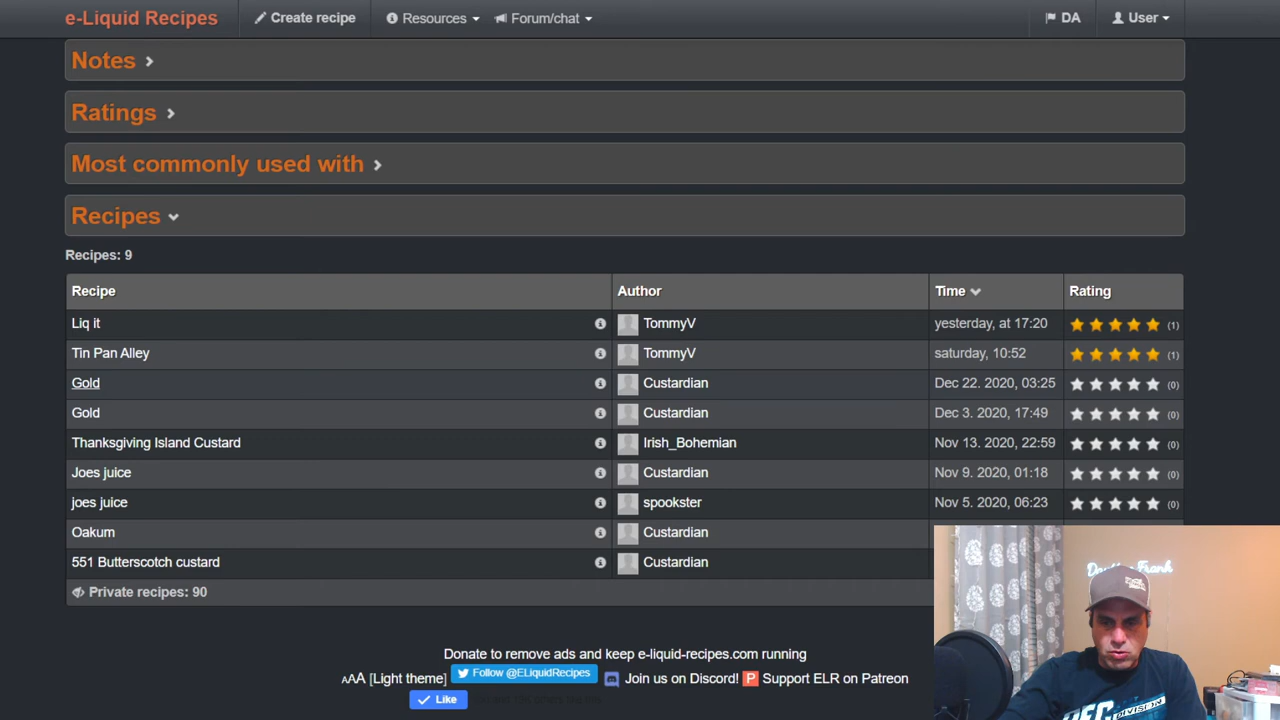 e-Liquid Recipes Create recipe Resources Forum/chat DA User
Notes
Ratings
Most commonly used with
Recipes
Recipes: 9
Recipe Author Time Rating
Liq it TommyV yesterday, at 17:20 (1)
Tin Pan Alley TommyV saturday, 10:52 (1)
Gold Custardian Dec 22. 2020, 03:25 (0)
Gold Custardian Dec 3. 2020, 17:49 (0)
Thanksgiving Island Custard Irish_Bohemian Nov 13. 2020, 22:59 (0)
Joes juice Custardian Nov 9. 2020, 01:18 (0)
joes juice spookster Nov 5. 2020, 06:23 (0)
Oakum Custardian
551 Butterscotch custard Custardian
Private recipes: 90
Donate to remove ads and keep e-liquid-recipes.com running
AAA [Light theme] Follow @ELiquidRecipes Join us on Discord! Support ELR on Patreon
Like
DIVISION